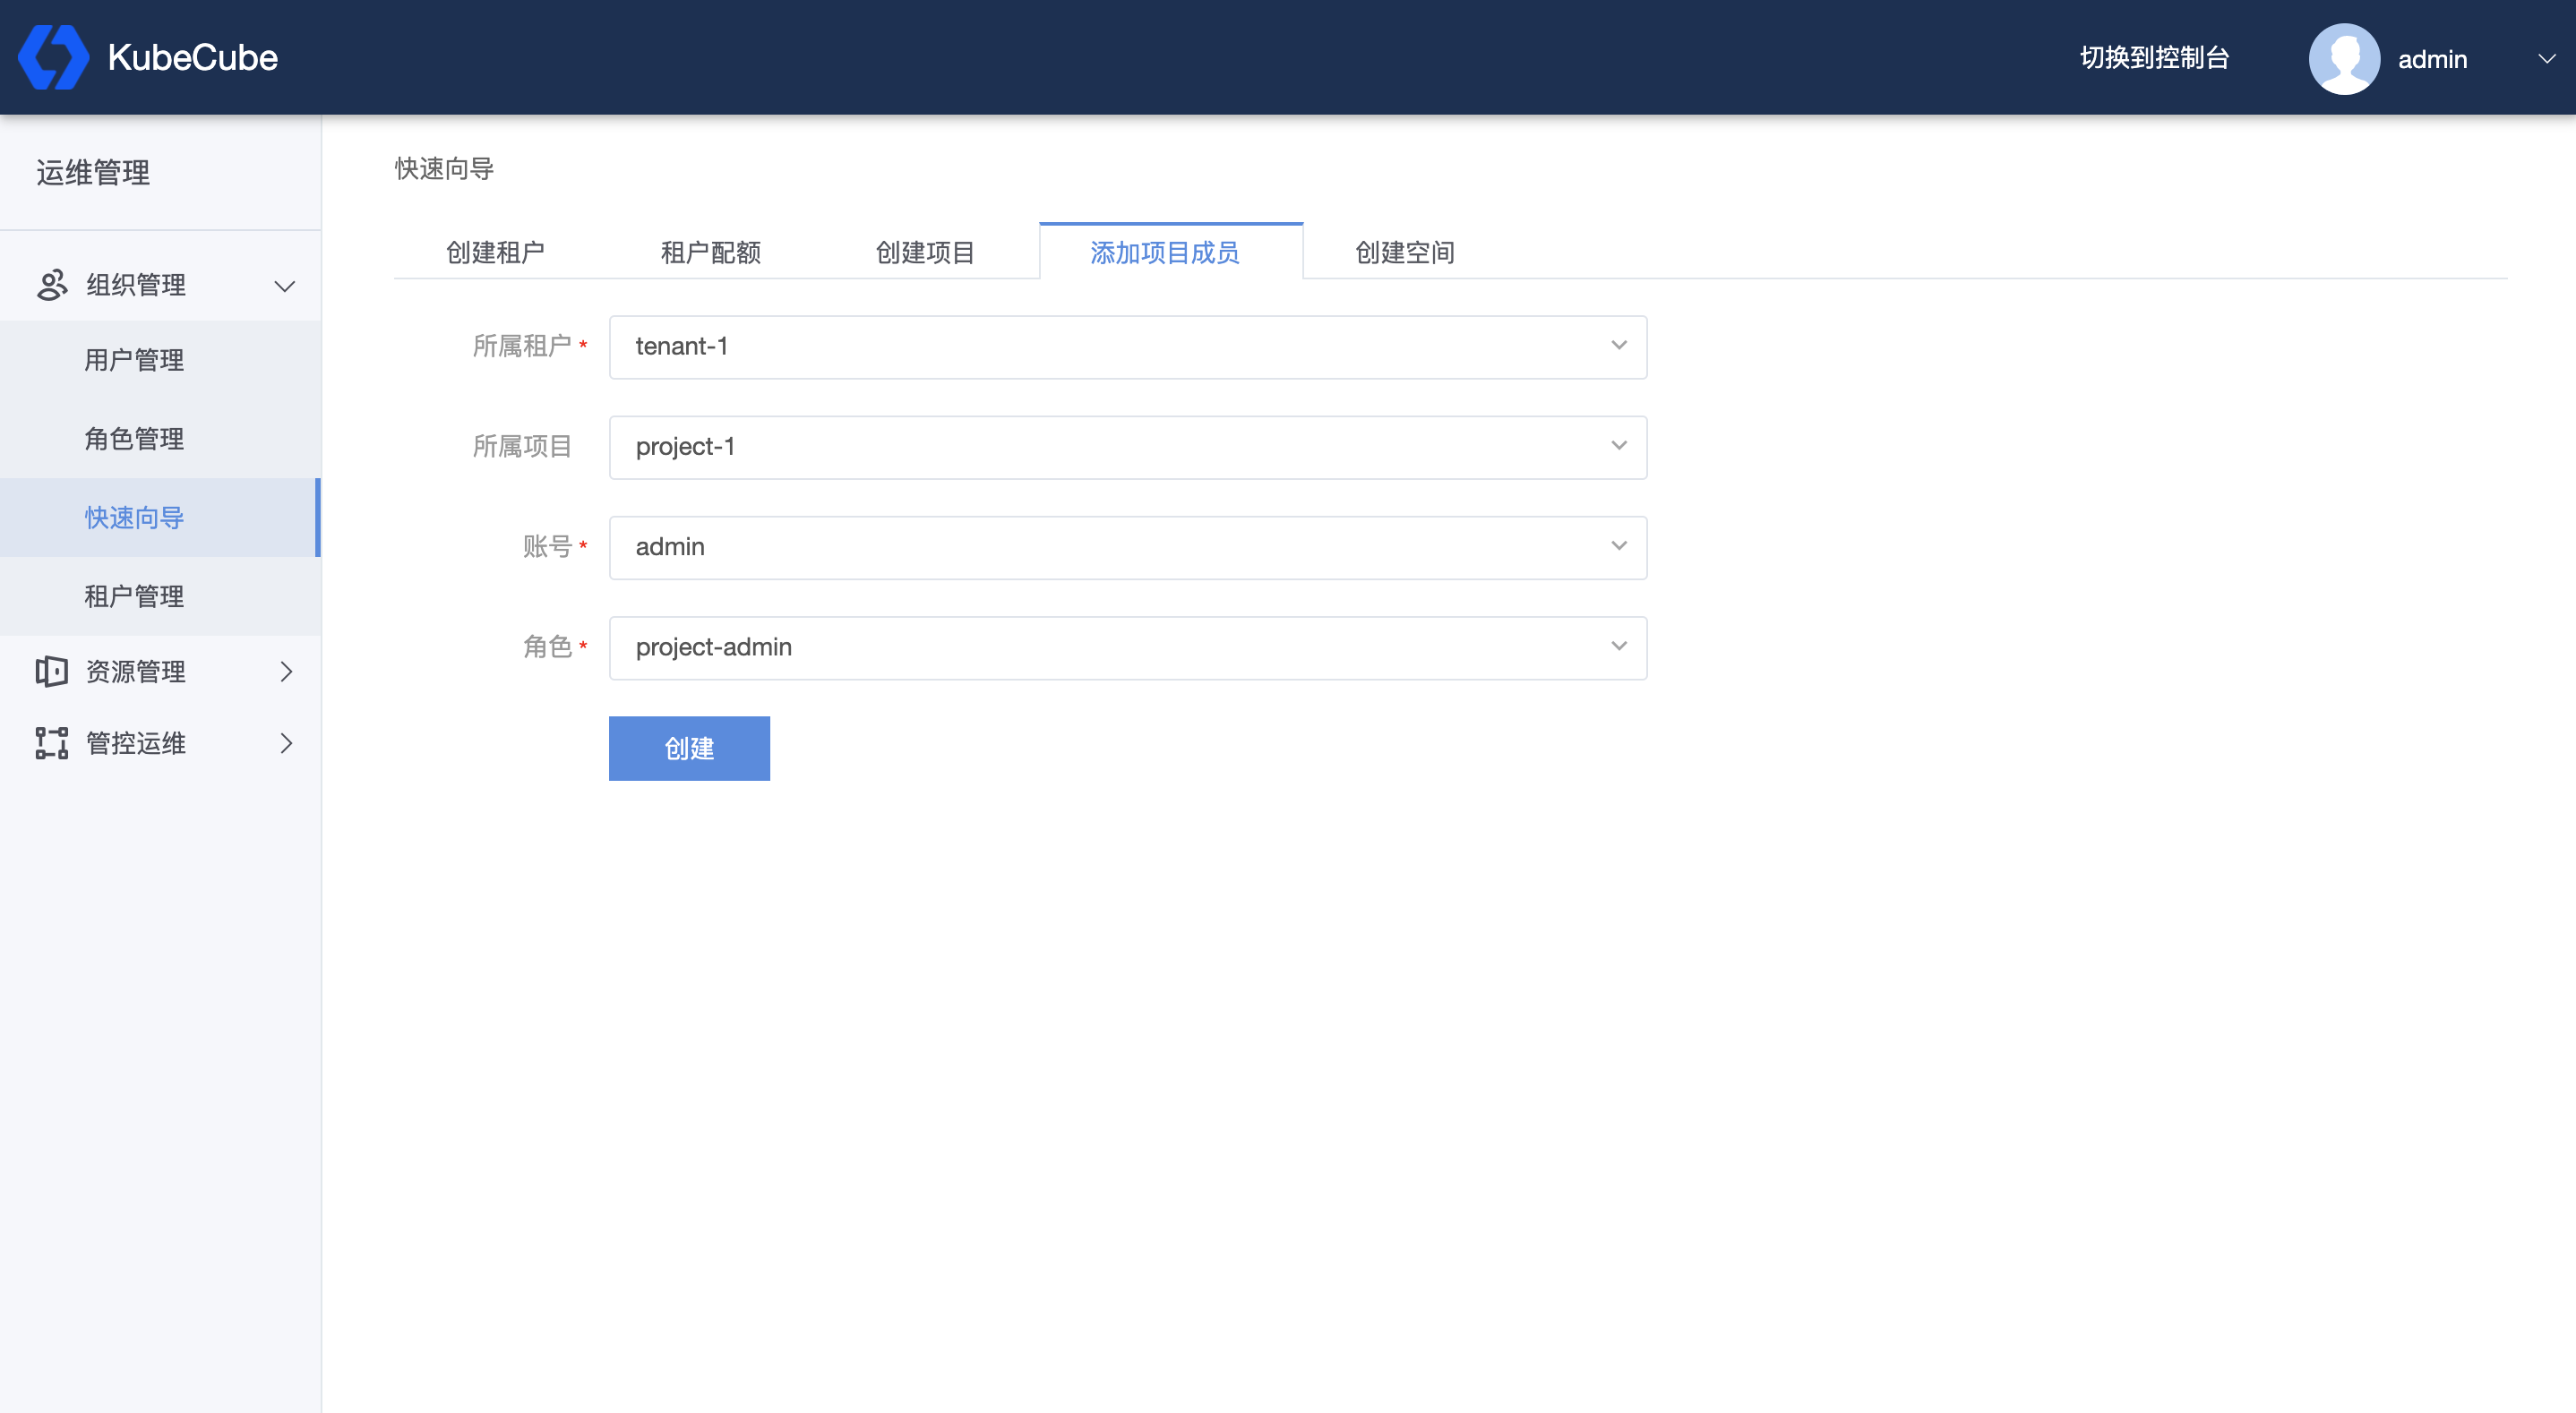 KubeCube
切换到控制台
admin
运维管理
组织管理
用户管理
角色管理
快速向导
租户管理
资源管理
管控运维
快速向导
创建租户
租户配额
创建项目
添加项目成员
创建空间
所属租户*
tenant-1
所属项目
project-1
账号*
admin
角色*
project-admin
创建